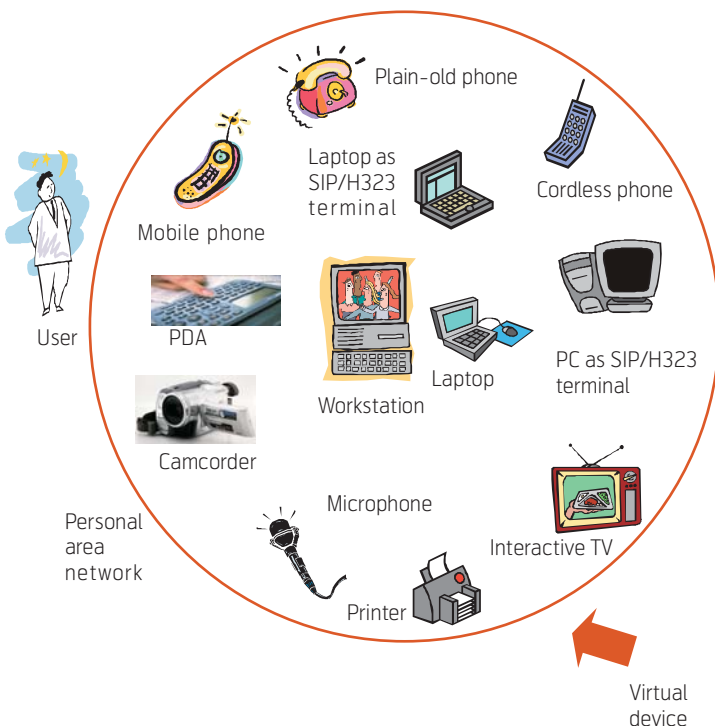 Plain-old phone
Laptop as
SIP/H323
terminal
Cordless phone
Mobile phone
User
PDA
Laptop
PC as SIP/H323
terminal
Workstation
Camcorder
Microphone
Personal
area
network
Interactive TV
Printer
Virtual
device